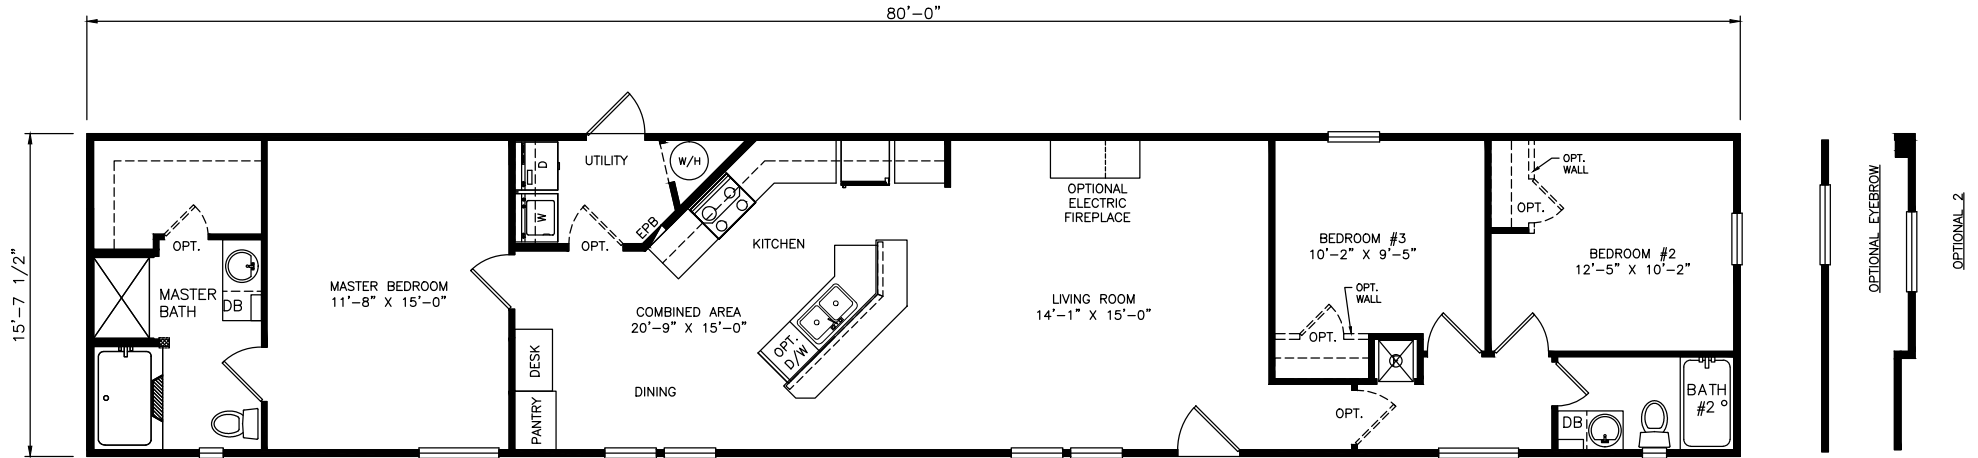 80'-0"
15'-7 1/2"
D
UTILITY
W/H
W
EPB
OPT.
OPT.
MASTER
BATH
DB
MASTER BEDROOM
11'-8" X 15'-0"
KITCHEN
COMBINED AREA
20'-9" X 15'-0"
OPT.
D/W
DESK
PANTRY
DINING
OPTIONAL
ELECTRIC
FIREPLACE
LIVING ROOM
14'-1" X 15'-0"
BEDROOM #3
10'-2" X 9'-5"
OPT.
WALL
OPT.
OPT.
WALL
OPT.
BEDROOM #2
12'-5" X 10'-2"
OPT.
DB
BATH
#2
OPTIONAL EYEBROW
OPTIONAL 2